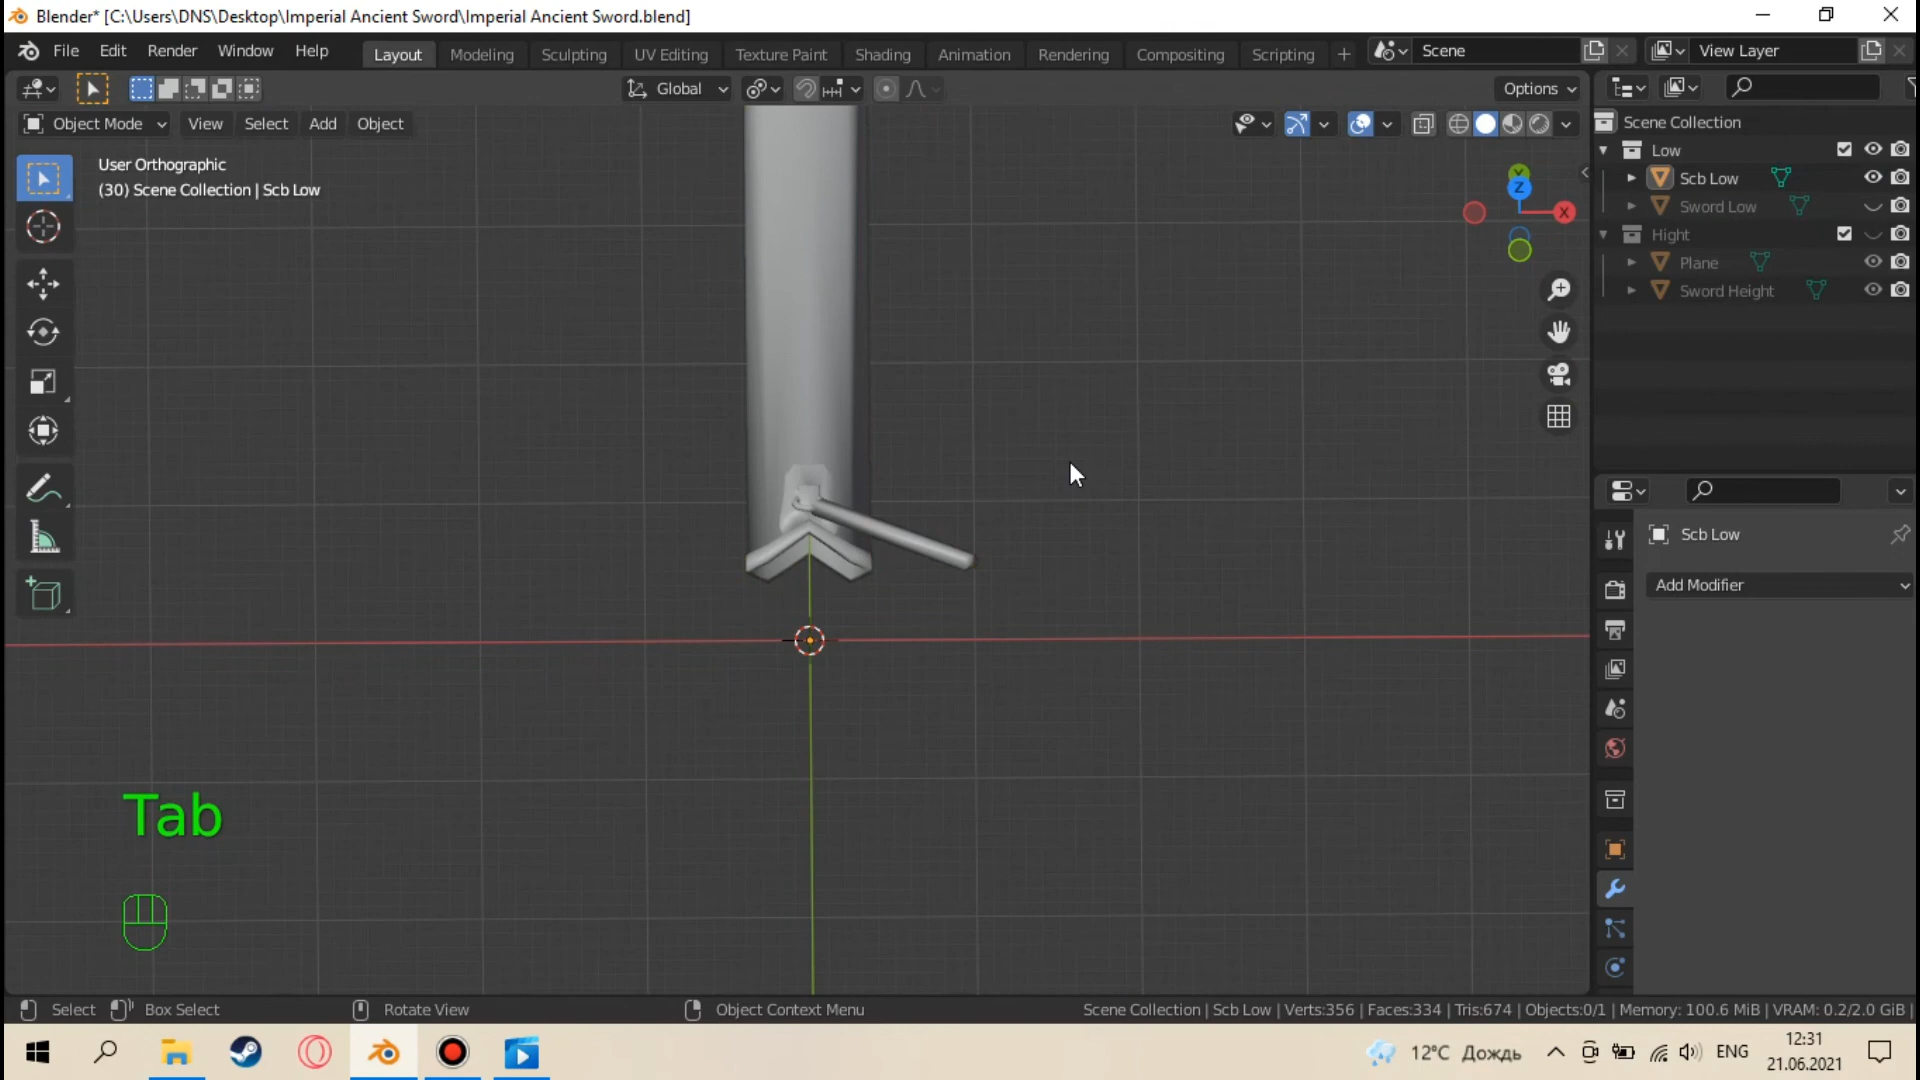 Blender* [C:\Users\DNS\Desktop\Imperial Ancient Sword\Imperial Ancient Sword.blend]
File Edit Render Window Help Layout Modeling Sculpting UV Editing Texture Paint Shading Animation Rendering Compositing Scripting + Scene View Layer
Global Options
Object Mode View Select Add Object
Scene Collection
User Orthographic
(30) Scene Collection | Scb Low
Low
Scb Low
Sword Low
Hight
Plane
Sword Height
Y
Z
X
Scb Low
Add Modifier
Tab
Select Box Select Rotate View Object Context Menu Scene Collection | Scb Low | Verts:356 | Faces:334 | Tris:674 | Objects:0/1 | Memory: 100.6 MiB | VRAM: 0.2/2.0 GiB |
12°C Дождь ENG 12:31
21.06.2021